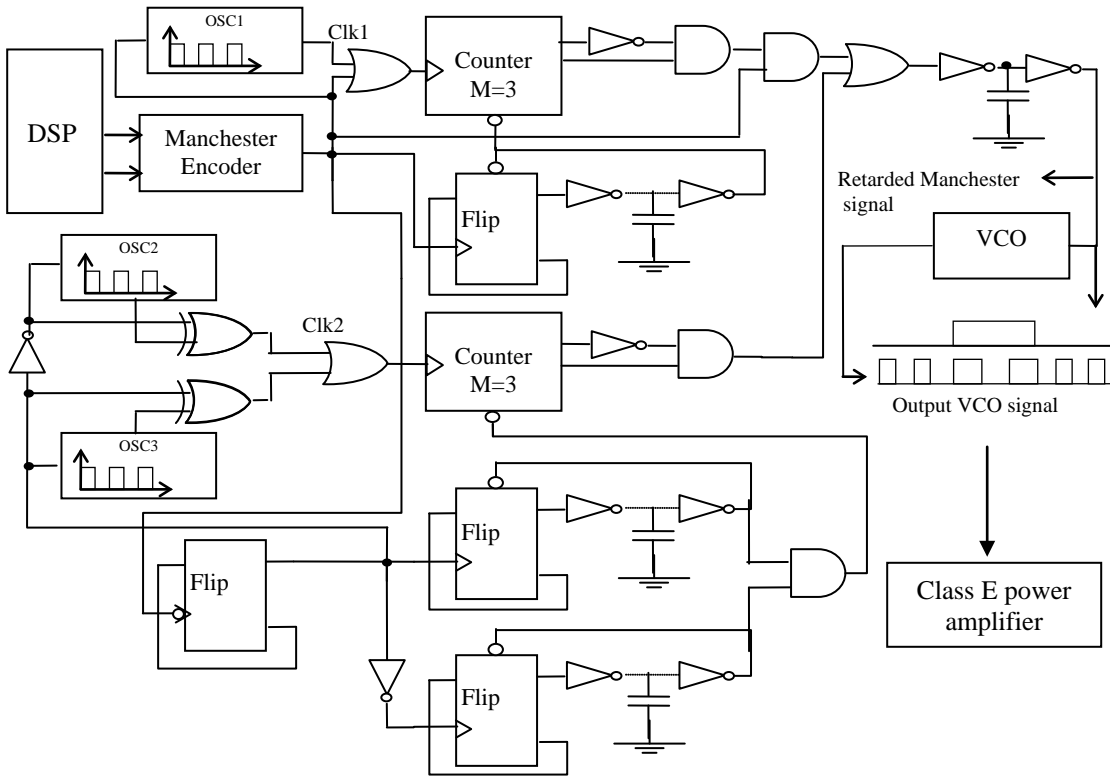 OSC1
Clk1
Counter
M=3
DSP
Manchester
Encoder
Flip
Retarded Manchester
signal
VCO
OSC2
Clk2
Counter
M=3
Output VCO signal
OSC3
Flip
Flip
Class E power
amplifier
Flip